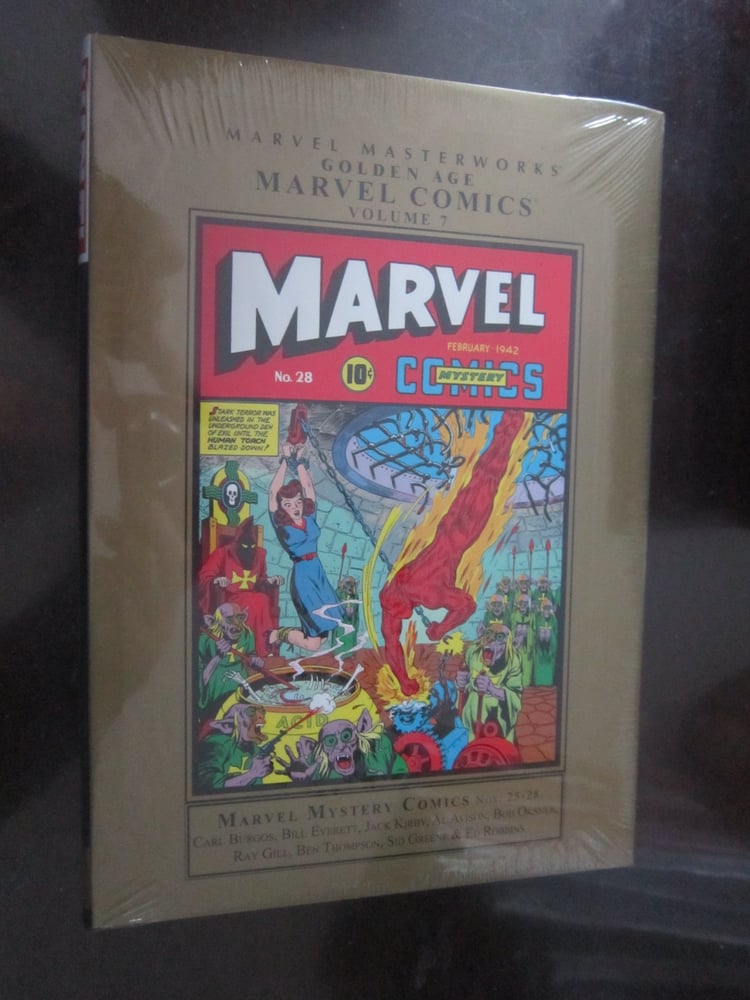 MARVEL MASTERWORKS
GOLDEN AGE
MARVEL COMICS
VOLUME 7
MARVEL
FEBRUARY - 1942
No. 28
10¢
COMICS
MYSTERY
STARK TERROR WAS
UNLEASHED IN THE
UNDERGROUND DEN
OF EVIL UNTIL THE
HUMAN TORCH
BLAZED DOWN!
ACID
MARVEL MYSTERY COMICS NOS. 25-28
CARL BURGOS, BILL EVERETT, JACK KIRBY, AL AVISON, BOB OKSNER,
RAY GILL, BEN THOMPSON, SID GREENE & ED ROBBINS